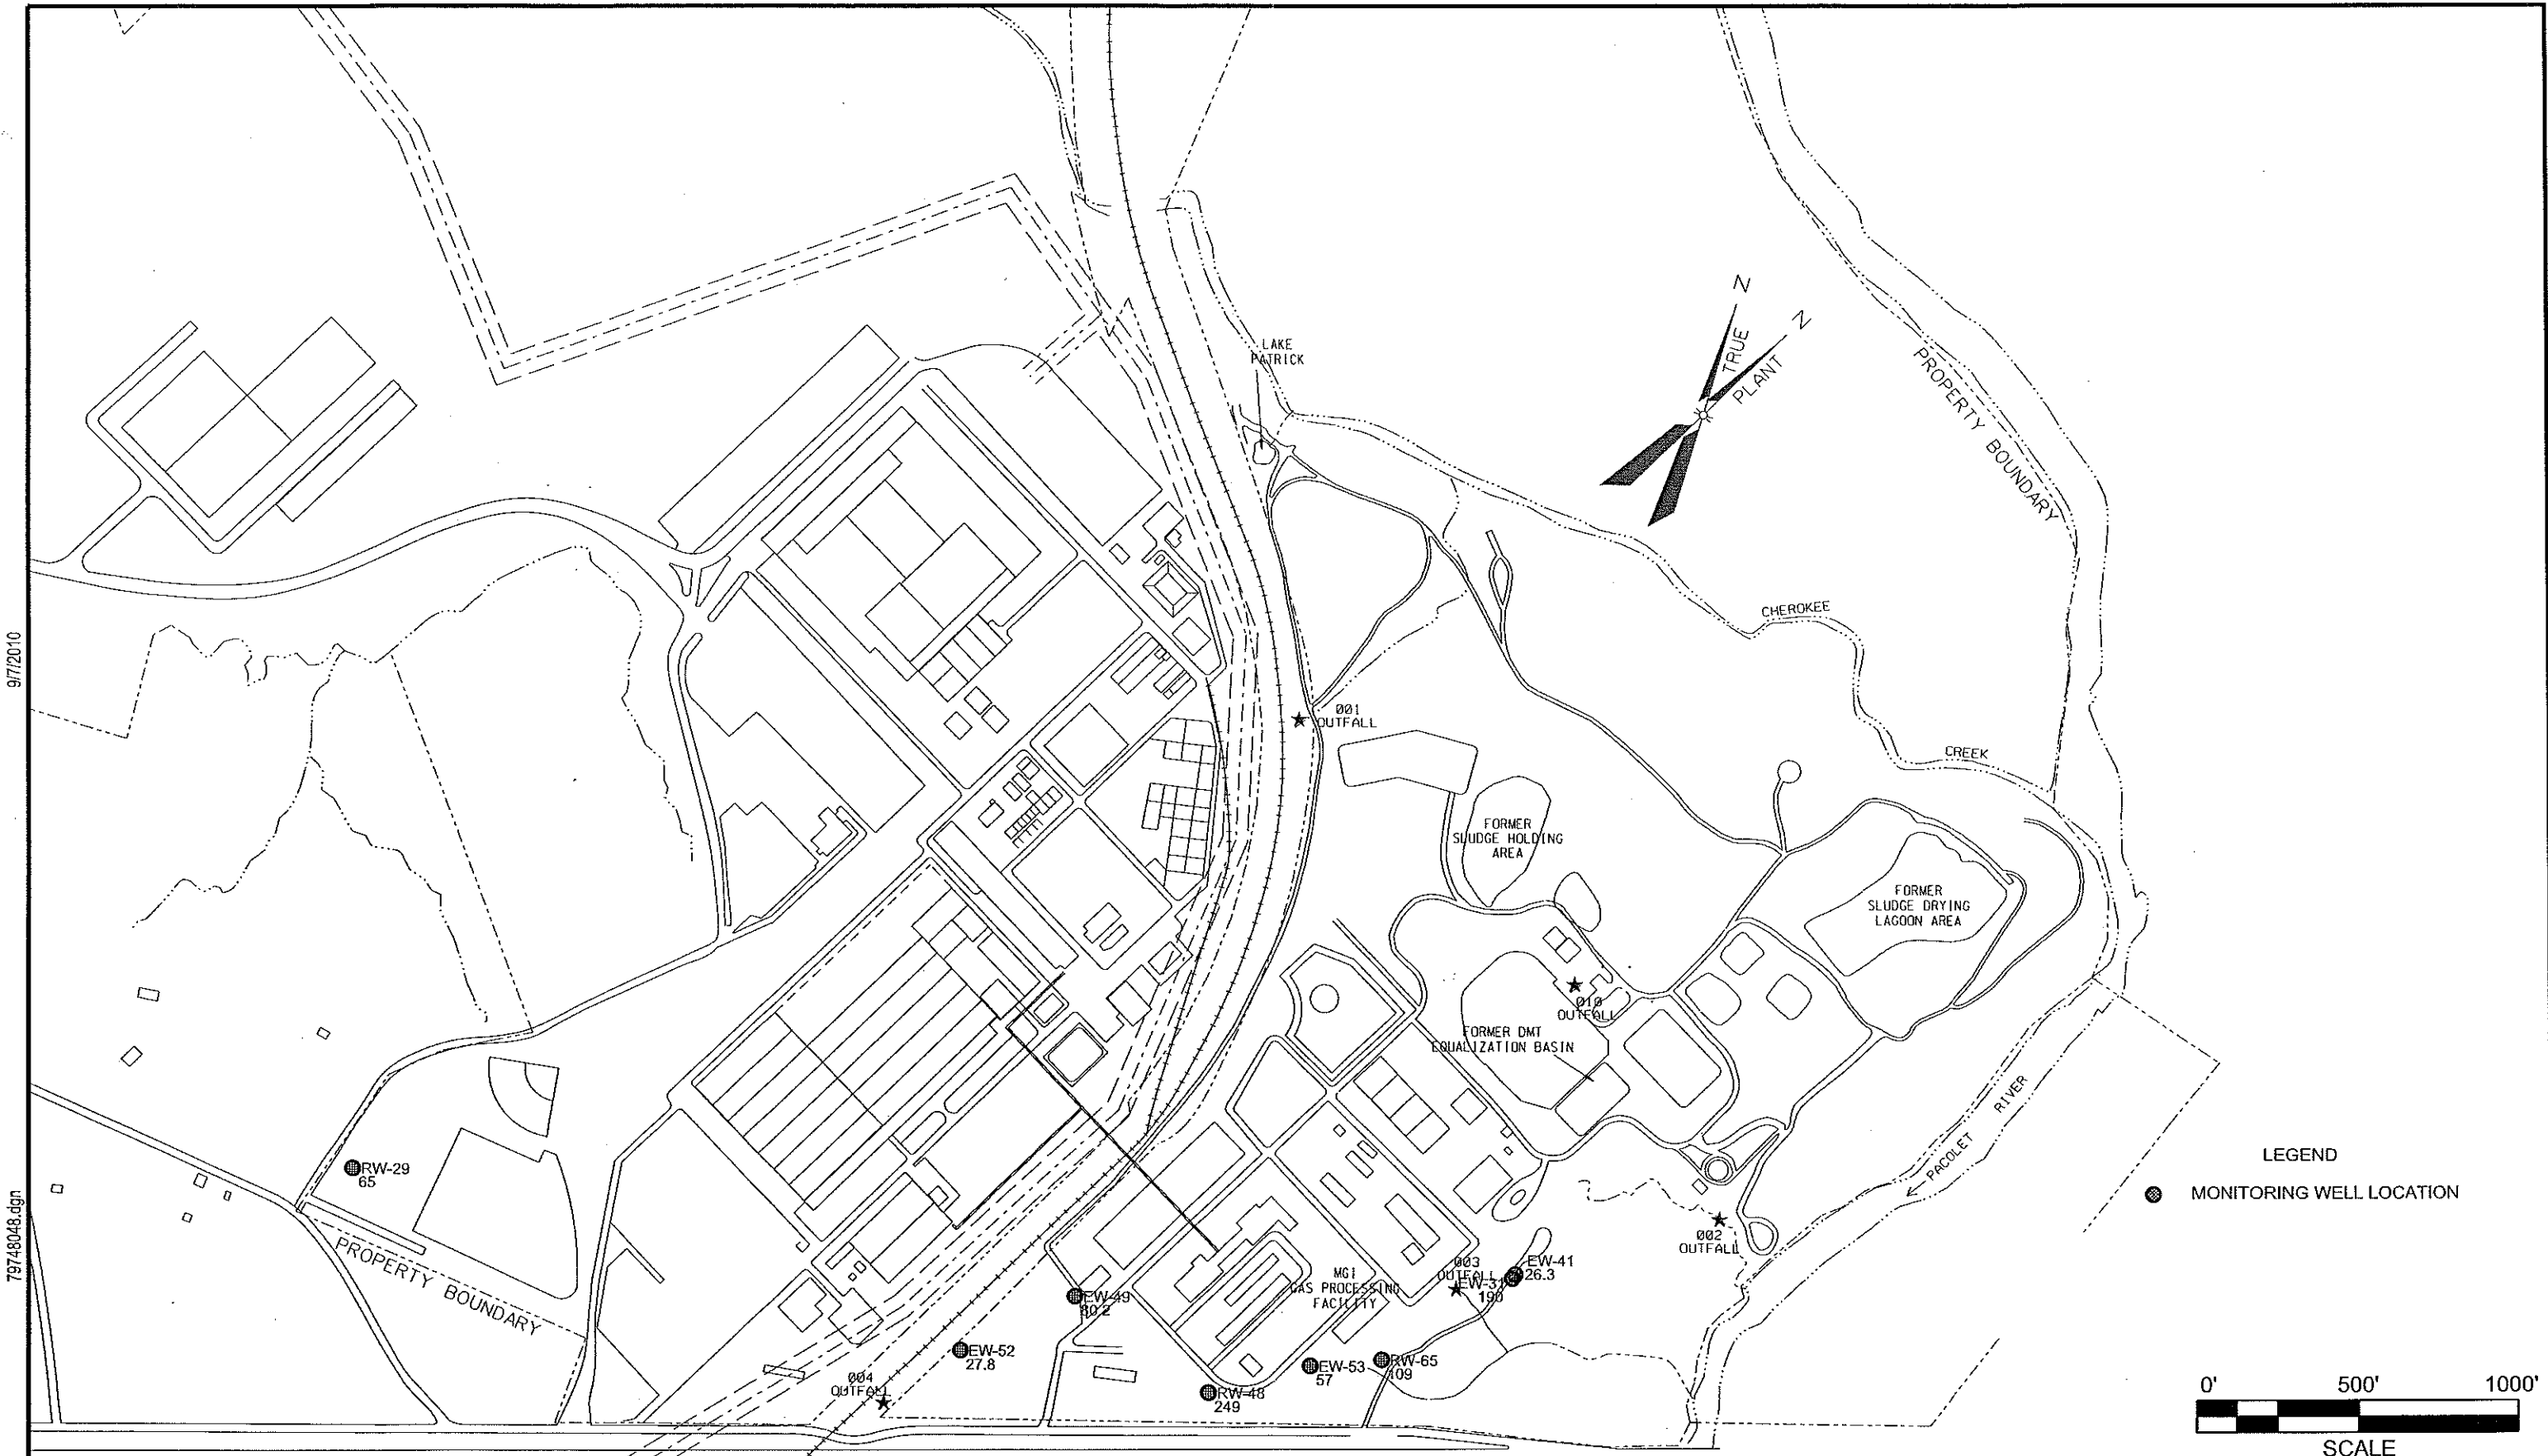 9/7/2010
79748048.dgn
LAKE
PATRICK
N
TRUE
N
PLANT
PROPERTY BOUNDARY
CHEROKEE
CREEK
001
OUTFALL
FORMER
SLUDGE HOLDING
AREA
FORMER
SLUDGE DRYING
LAGOON AREA
010
OUTFALL
FORMER DMT
EQUALIZATION BASIN
PACOLET RIVER
RW-29
65
PROPERTY BOUNDARY
002
OUTFALL
003
OUTFALL
EW-41
26.3
EW-31
190
MGI
GAS PROCESSING
FACILITY
EW-49
80.2
EW-52
27.8
004
OUTFALL
EW-53
57
RW-65
109
RW-48
249
LEGEND
MONITORING WELL LOCATION
0' 500' 1000'
SCALE